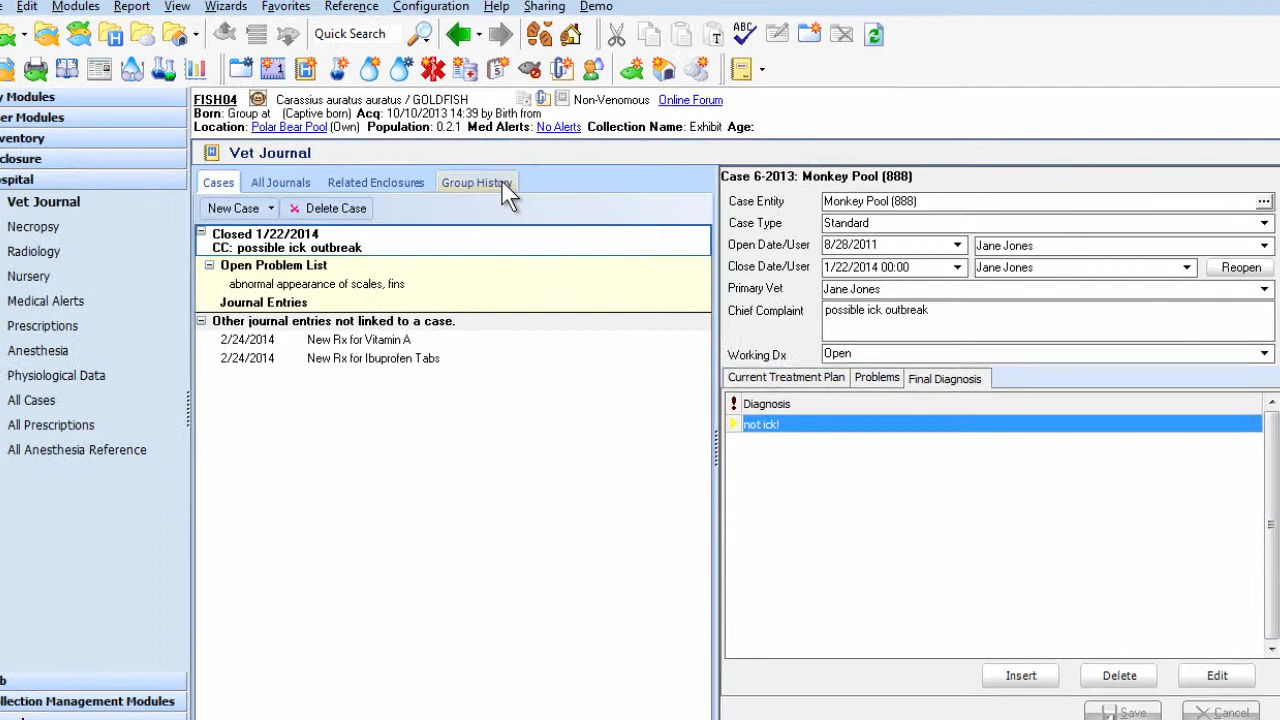 Edit Modules Report View Wizards Favorites Reference Configuration Help Sharing Demo
Quick Search
T ABC
1 5
FISH04 Carassius auratus auratus / GOLDFISH Non-Venomous Online Forum
Born: Group at (Captive born) Acq: 10/10/2013 14:39 by Birth from
Location: Polar Bear Pool (Own) Population: 0.2.1 Med Alerts: No Alerts Collection Name: Exhibit Age:
y Modules
er Modules
ventory
closure
spital
Vet Journal
Necropsy
Radiology
Nursery
Medical Alerts
Prescriptions
Anesthesia
Physiological Data
All Cases
All Prescriptions
All Anesthesia Reference
b
llection Management Modules
Vet Journal
Cases All Journals Related Enclosures Group History
New Case Delete Case
Closed 1/22/2014
CC: possible ick outbreak
Open Problem List
abnormal appearance of scales, fins
Journal Entries
Other journal entries not linked to a case.
2/24/2014 New Rx for Vitamin A
2/24/2014 New Rx for Ibuprofen Tabs
Case 6-2013: Monkey Pool (888)
Case Entity Monkey Pool (888) ...
Case Type Standard
Open Date/User 8/28/2011 Jane Jones
Close Date/User 1/22/2014 00:00 Jane Jones Reopen
Primary Vet Jane Jones
Chief Complaint possible ick outbreak
Working Dx Open
Current Treatment Plan Problems Final Diagnosis
! Diagnosis
not ick!
Insert Delete Edit
Save Cancel